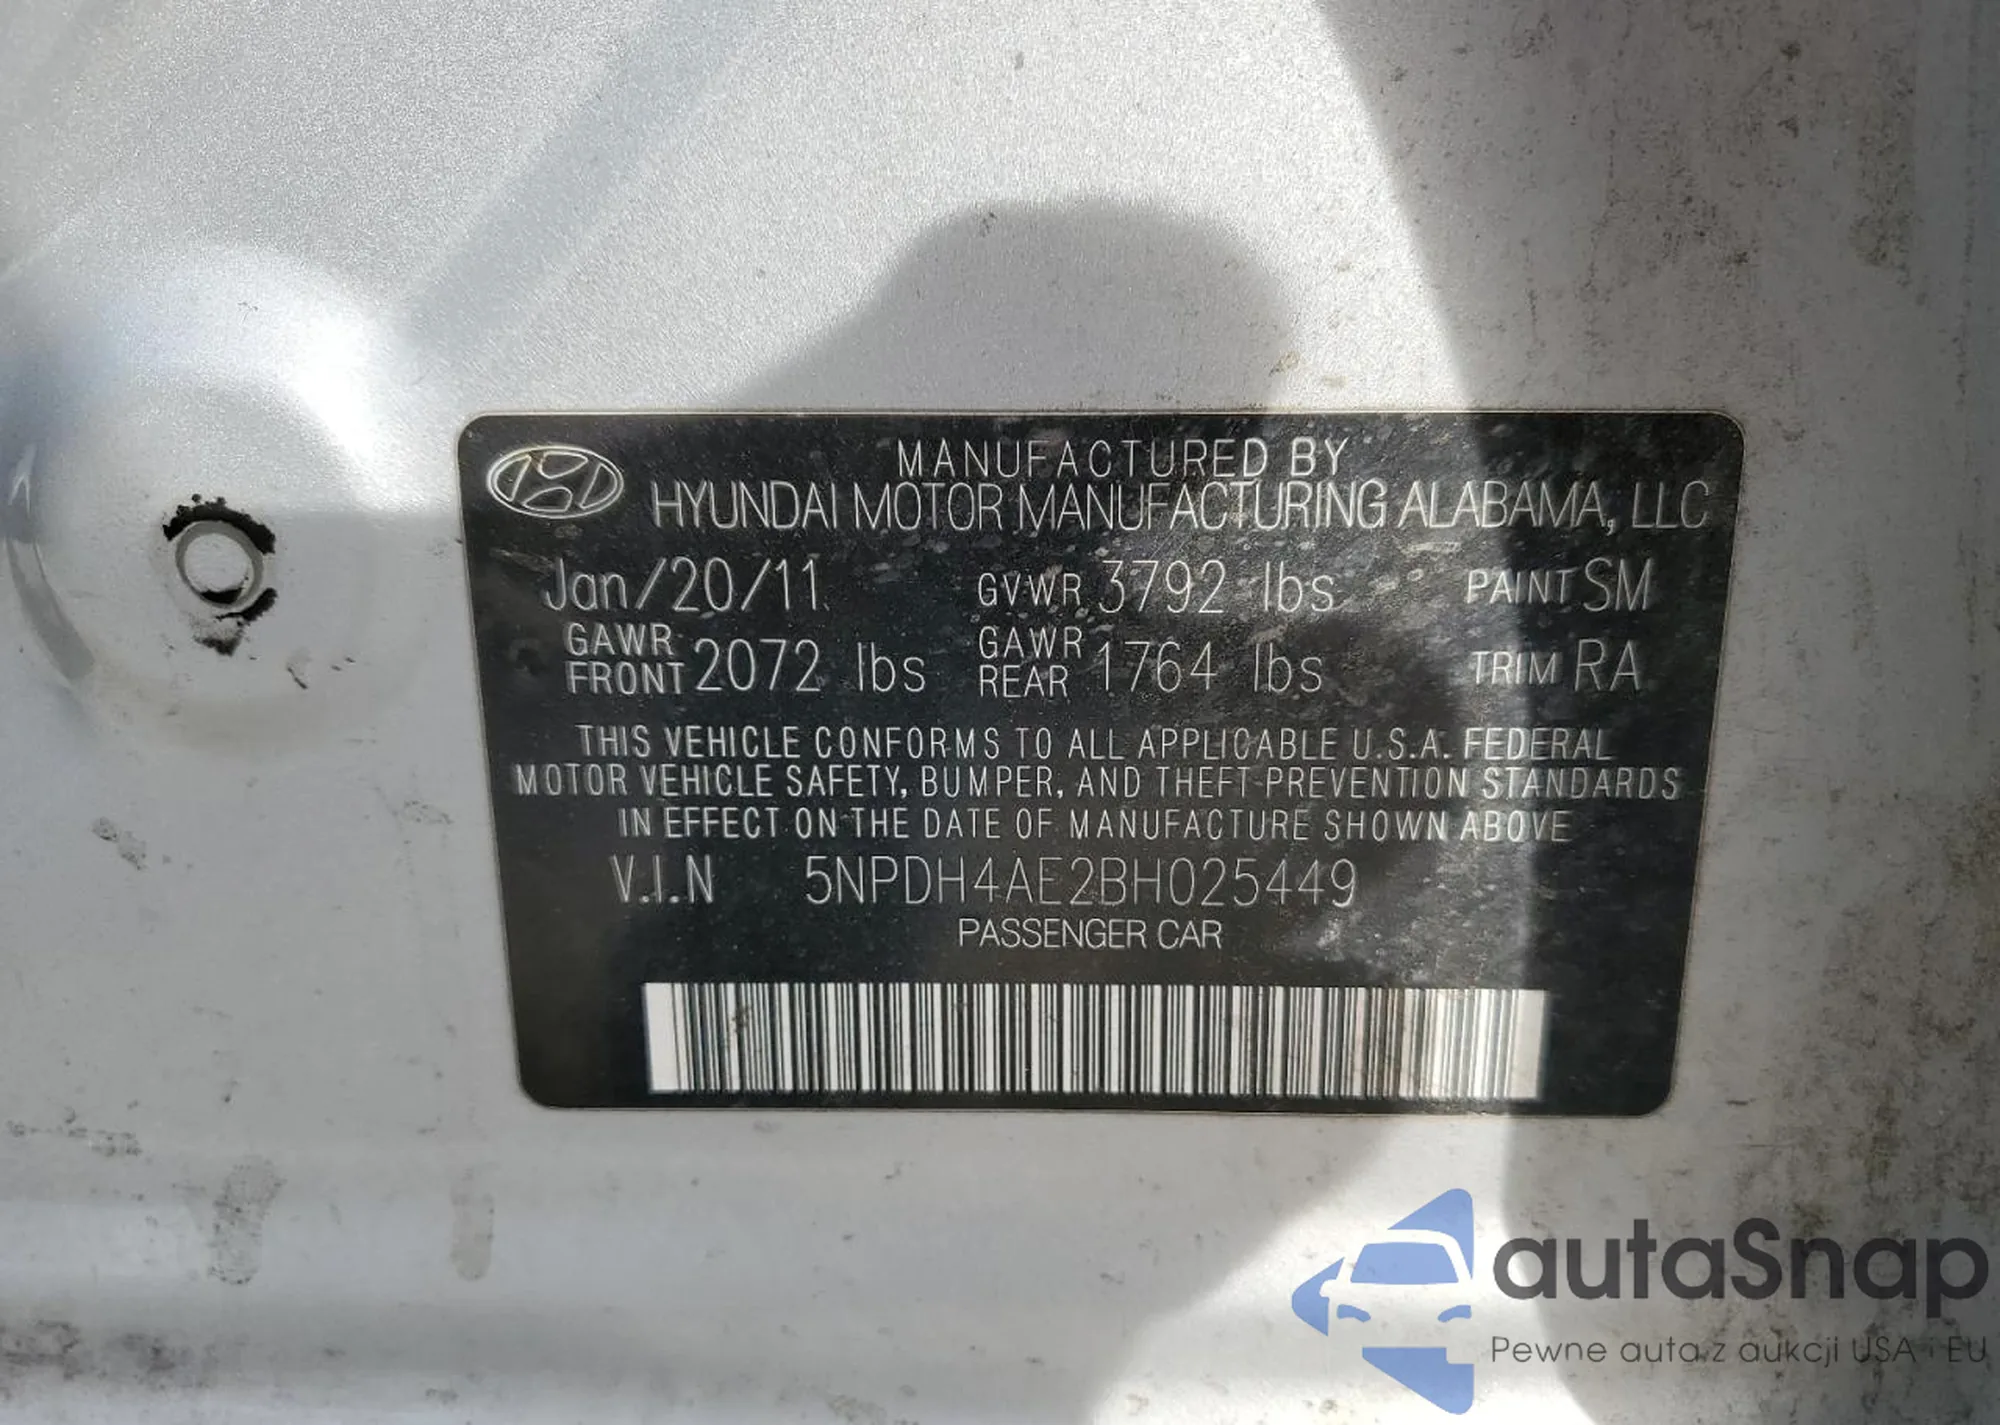 MANUFACTURED BY
HYUNDAI MOTOR MANUFACTURING ALABAMA, LLC
Jan/20/11 GVWR 3792 lbs PAINT SM
GAWR FRONT 2072 lbs GAWR REAR 1764 lbs TRIM RA
THIS VEHICLE CONFORMS TO ALL APPLICABLE U.S.A. FEDERAL
MOTOR VEHICLE SAFETY, BUMPER, AND THEFT PREVENTION STANDARDS
IN EFFECT ON THE DATE OF MANUFACTURE SHOWN ABOVE
V.I.N 5NPDH4AE2BH025449
PASSENGER CAR
autaSnap
Pewne auta z aukcji USA i EU